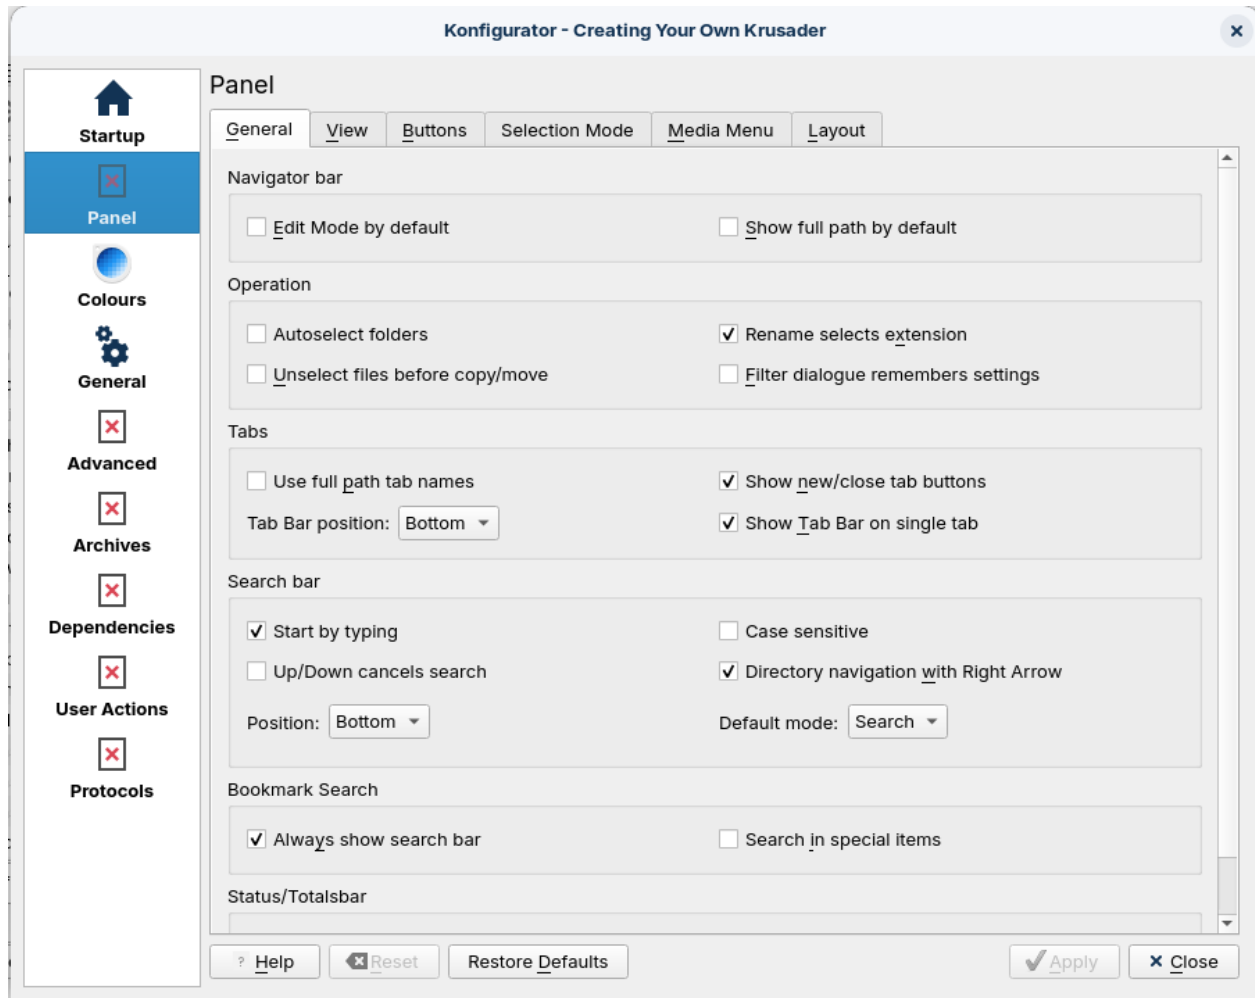 Konfigurator - Creating Your Own Krusader
Startup
Panel
Colours
General
Advanced
Archives
Dependencies
User Actions
Protocols
Panel
General View Buttons Selection Mode Media Menu Layout
Navigator bar
Edit Mode by default Show full path by default
Operation
Autoselect folders Rename selects extension
Unselect files before copy/move Filter dialogue remembers settings
Tabs
Use full path tab names Show new/close tab buttons
Tab Bar position: Bottom Show Tab Bar on single tab
Search bar
Start by typing Case sensitive
Up/Down cancels search Directory navigation with Right Arrow
Position: Bottom Default mode: Search
Bookmark Search
Always show search bar Search in special items
Status/Totalsbar
? Help Reset Restore Defaults Apply Close